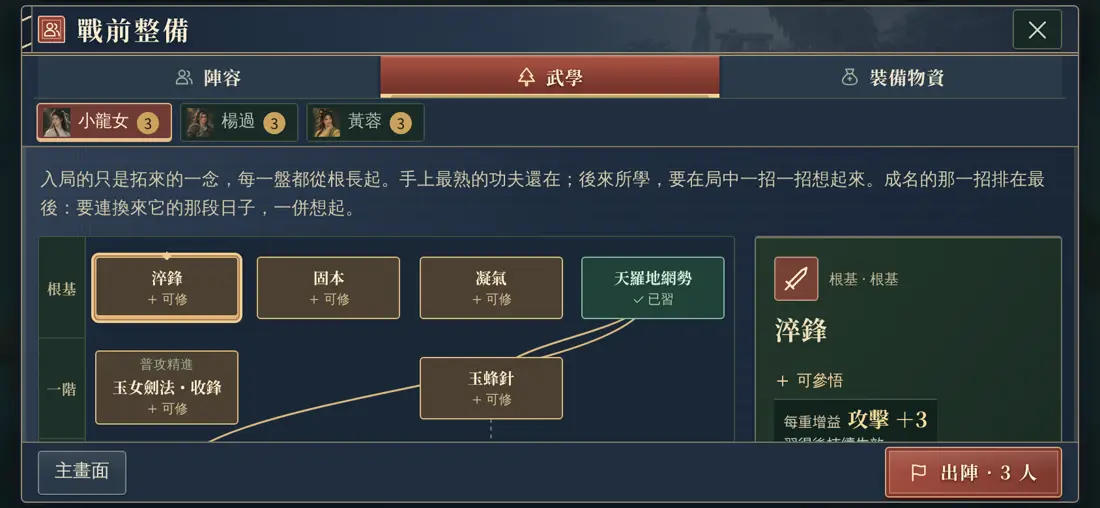 戰前整備
陣容
武學
裝備物資
小龍女 3
楊過 3
黃蓉 3
入局的只是拓來的一念，每一盤都從根長起。手上最熟的功夫還在；後來所學，要在局中一招一招想起來。成名的那一招排在最
後：要連換來它的那段日子，一併想起。
根基
淬鋒
+ 可修
固本
+ 可修
凝氣
+ 可修
天羅地網勢
✓ 已習
一階
普攻精進
玉女劍法・收鋒
+ 可修
玉蜂針
+ 可修
根基 · 根基
淬鋒
+ 可參悟
每重增益 攻擊 +3
主畫面
出陣 · 3 人